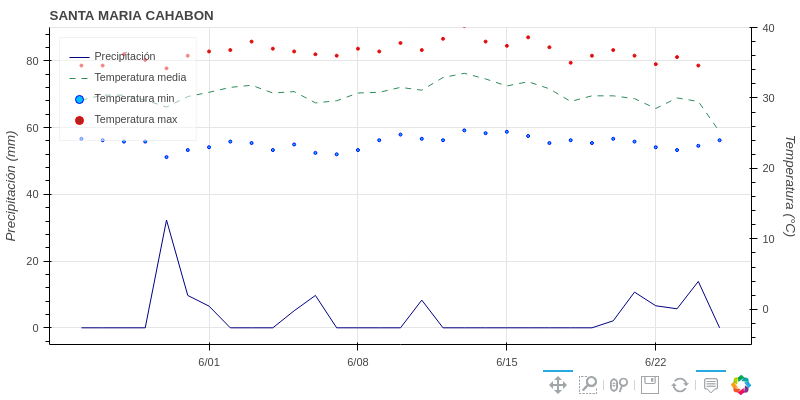 SANTA MARIA CAHABON
Precipitación
Temperatura media
Temperatura min
Temperatura max
Precipitación (mm)
80
60
40
20
0
40
30
20
10
0
Temperatura (°C)
6/01
6/08
6/15
6/22